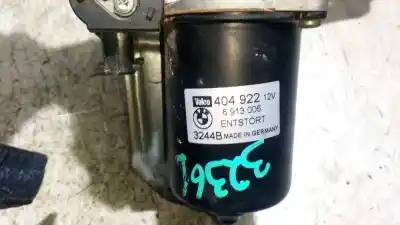 Valeo 404 922 12V
6 913 006
ENTSTÖRT
3244B MADE IN GERMANY